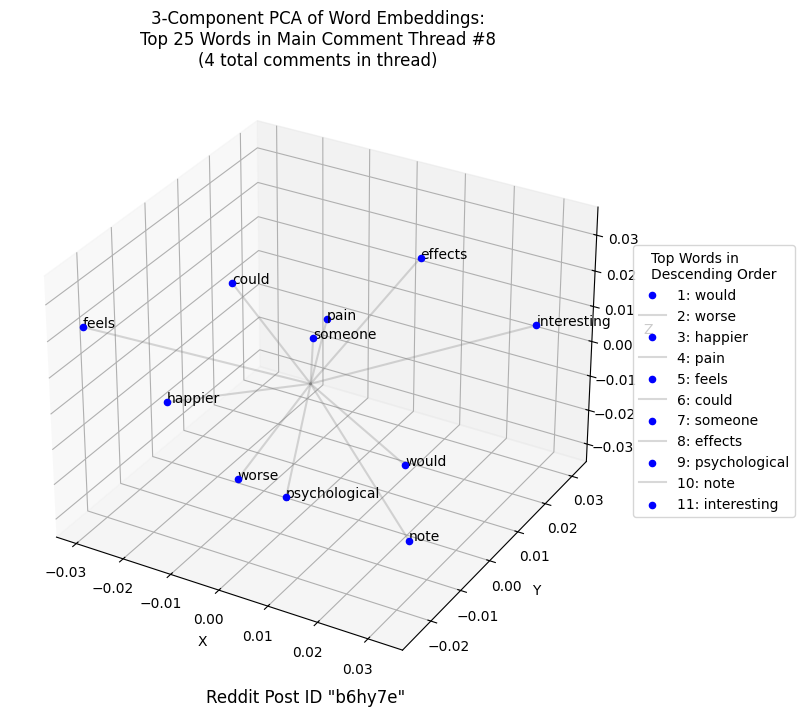 3-Component PCA of Word Embeddings:
Top 25 Words in Main Comment Thread #8
(4 total comments in thread)
effects
could
pain
someone
feels
interesting
happier
would
worse
psychological
note
0.03
0.02
0.01
0.00
−0.01
−0.02
−0.03
Z
0.03
0.02
0.01
0.00
−0.01
−0.02
Y
−0.03
−0.02
−0.01
0.00
0.01
0.02
0.03
X
Top Words in
Descending Order
1: would
2: worse
3: happier
4: pain
5: feels
6: could
7: someone
8: effects
9: psychological
10: note
11: interesting
Reddit Post ID "b6hy7e"